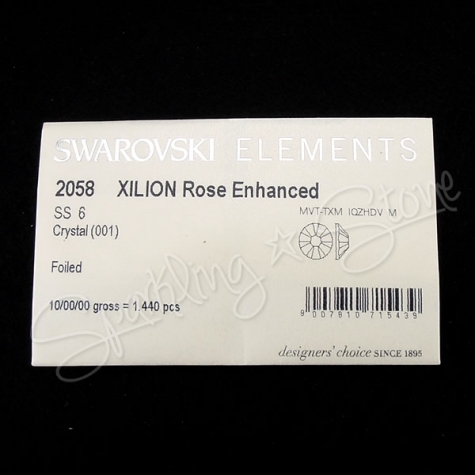 SWAROVSKI ELEMENTS
2058 XILION Rose Enhanced
SS 6
MVT-TXM IQZHDV M
Crystal (001)
Foiled
10/00/00 gross = 1.440 pcs
9 007810 715439
designers' choice SINCE 1895
Sparkling ★ Stone